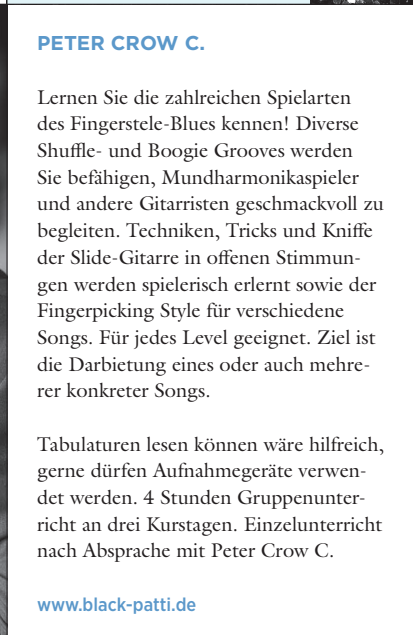 PETER CROW C.
Lernen Sie die zahlreichen Spielarten
des Fingerstele-Blues kennen! Diverse
Shuffle- und Boogie Grooves werden
Sie befähigen, Mundharmonikaspieler
und andere Gitarristen geschmackvoll zu
begleiten. Techniken, Tricks und Kniffe
der Slide-Gitarre in offenen Stimmun-
gen werden spielerisch erlernt sowie der
Fingerpicking Style für verschiedene
Songs. Für jedes Level geeignet. Ziel ist
die Darbietung eines oder auch mehre-
rer konkreter Songs.
Tabulaturen lesen können wäre hilfreich,
gerne dürfen Aufnahmegeräte verwen-
det werden. 4 Stunden Gruppenunter-
richt an drei Kurstagen. Einzelunterricht
nach Absprache mit Peter Crow C.
www.black-patti.de